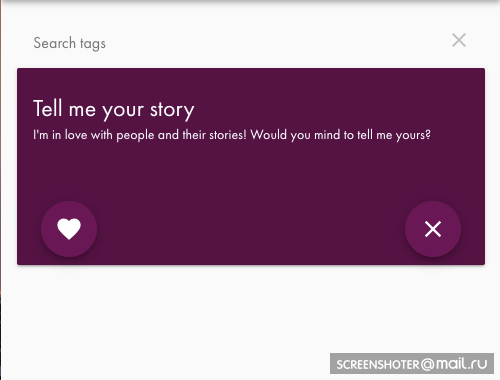 Search tags
Tell me your story
I'm in love with people and their stories! Would you mind to tell me yours?
SCREENSHOTER@mail.ru